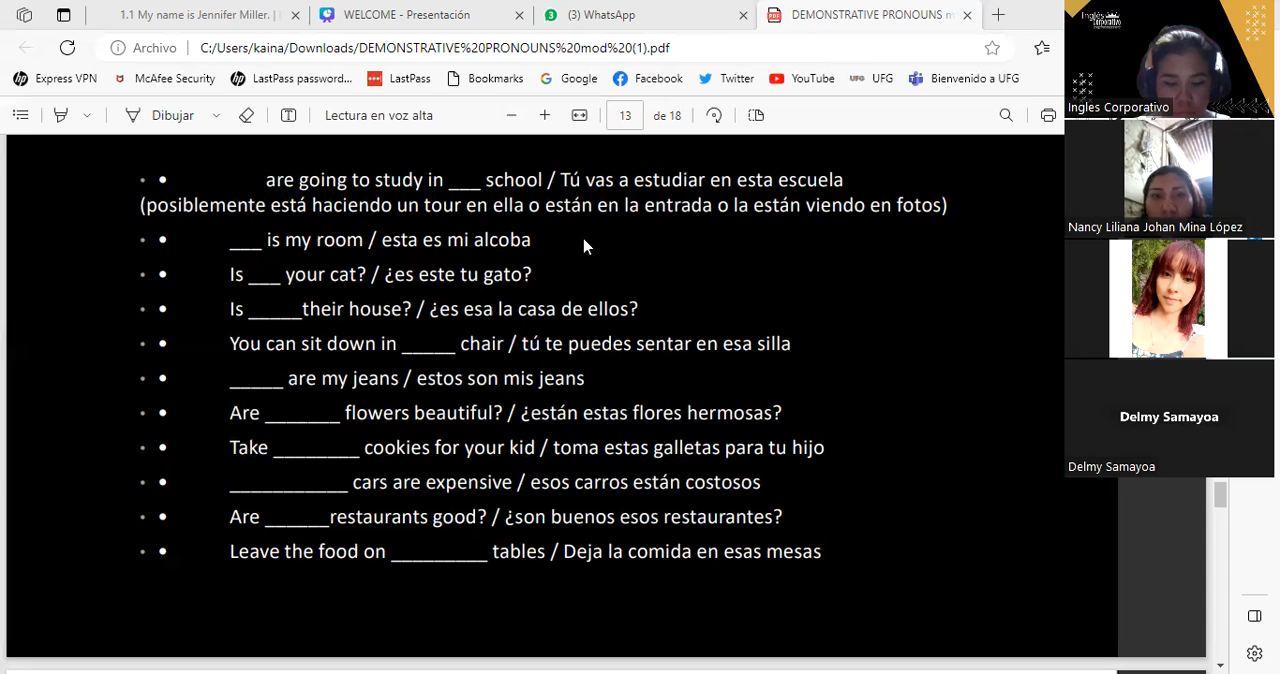 1.1 My name is Jennifer Miller. |
WELCOME - Presentación
(3) WhatsApp
DEMONSTRATIVE PRONOUNS m
Archivo
C:/Users/kaina/Downloads/DEMONSTRATIVE%20PRONOUNS%20mod%20(1).pdf
Express VPN
McAfee Security
LastPass password...
LastPass
Bookmarks
Google
Facebook
Twitter
YouTube
UFG
Bienvenido a UFG
Dibujar
Lectura en voz alta
13
de 18
• • are going to study in ___ school / Tú vas a estudiar en esta escuela
(posiblemente está haciendo un tour en ella o están en la entrada o la están viendo en fotos)
• • ___ is my room / esta es mi alcoba
• • Is ___ your cat? / ¿es este tu gato?
• • Is _____their house? / ¿es esa la casa de ellos?
• • You can sit down in _____ chair / tú te puedes sentar en esa silla
• • _____ are my jeans / estos son mis jeans
• • Are _______ flowers beautiful? / ¿están estas flores hermosas?
• • Take ________ cookies for your kid / toma estas galletas para tu hijo
• • ___________ cars are expensive / esos carros están costosos
• • Are ______restaurants good? / ¿son buenos esos restaurantes?
• • Leave the food on _________ tables / Deja la comida en esas mesas
Inglés
Corporativo
Ingles Corporativo
Nancy Liliana Johan Mina López
Delmy Samayoa
Delmy Samayoa